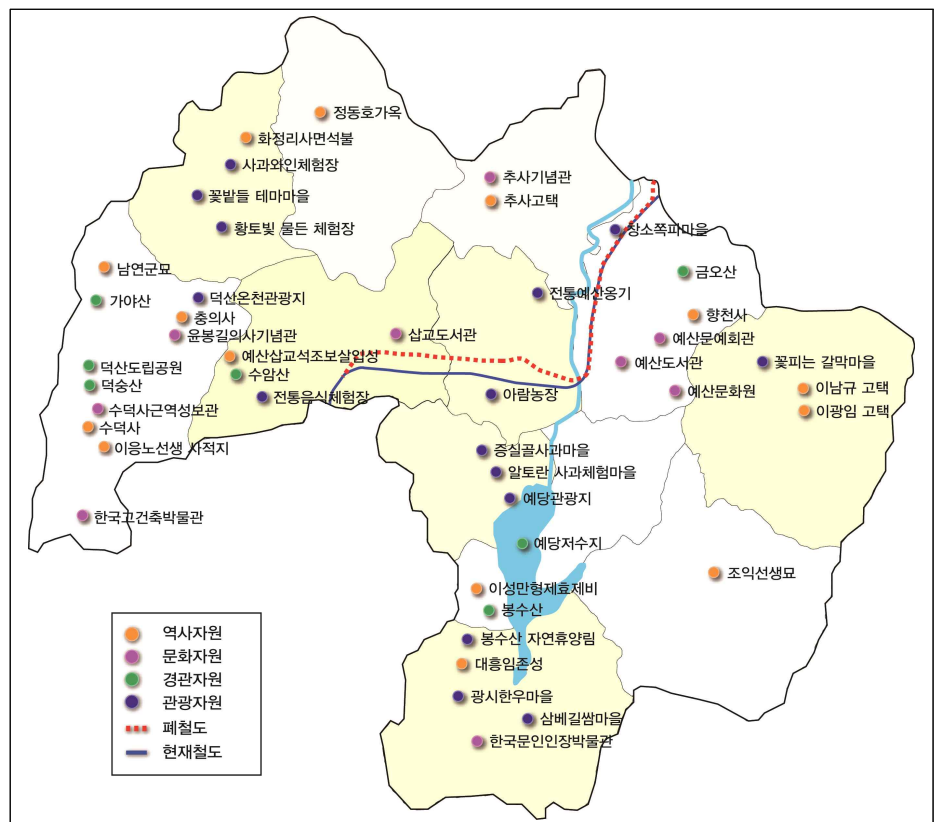 정동호가옥
화정리사면석불
사과와인체험장
꽃밭들 테마마을
황토빛 물든 체험장
추사기념관
추사고택
창소쪽파마을
남연군묘
가야산
덕산온천관광지
충의사
윤봉길의사기념관
전통예산옹기
금오산
향천사
삽교도서관
예산문예회관
예산삽교석조보살입상
수암산
예산도서관
꽃피는 갈막마을
덕산도립공원
덕숭산
전통음식체험장
아람농장
예산문화원
이남규 고택
이광임 고택
수덕사근역성보관
수덕사
이응노선생 사적지
증실골사과마을
알토란 사과체험마을
예당관광지
한국고건축박물관
예당저수지
조익선생묘
이성만형제효제비
봉수산
봉수산 자연휴양림
대흥임존성
광시한우마을
삼베길쌈마을
한국문인인장박물관
역사자원
문화자원
경관자원
관광자원
폐철도
현재철도